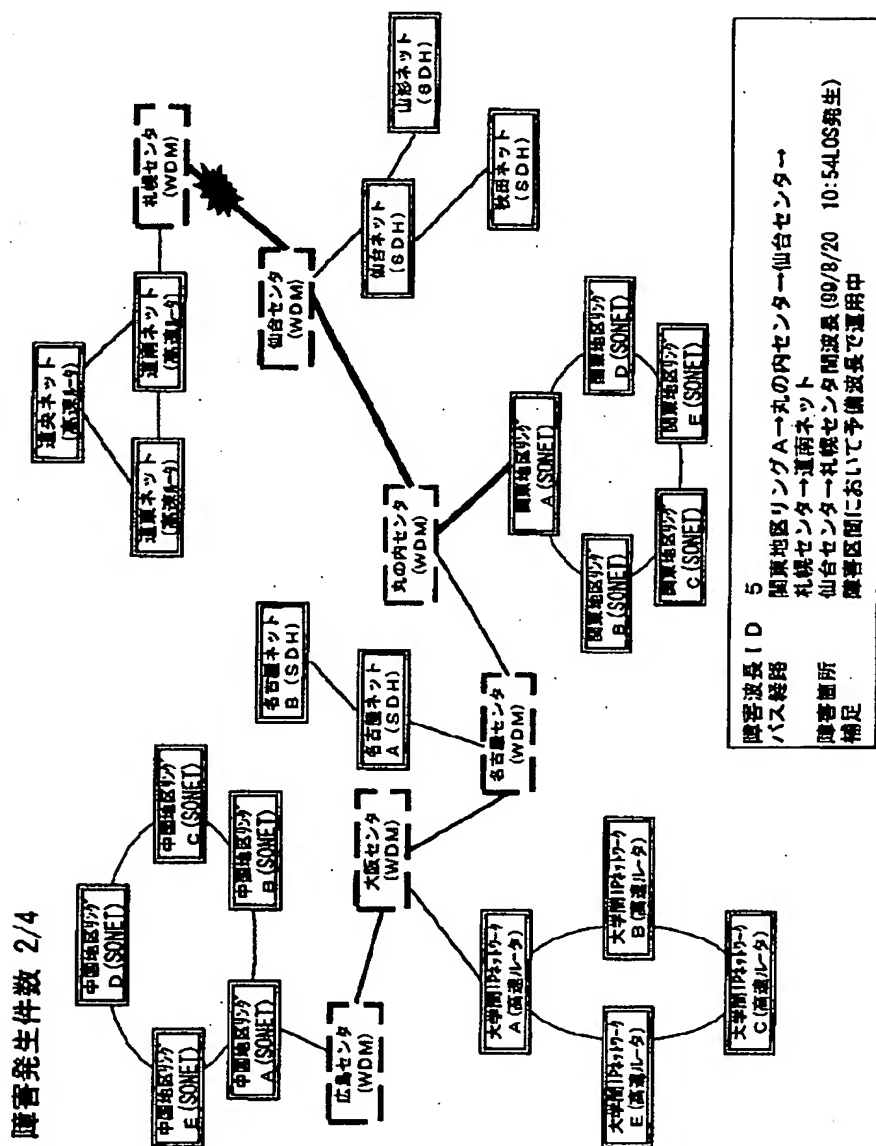 障害発生件数 2/4
中国地区リング
D (SONET)
中国地区リング
E (SONET)
中国地区リング
C (SONET)
中国地区リング
A (SONET)
中国地区リング
B (SONET)
広島センタ
(WDM)
大阪センタ
(WDM)
大学間IPネットワーク
A (高速ルータ)
大学間IPネットワーク
E (高速ルータ)
大学間IPネットワーク
B (高速ルータ)
大学間IPネットワーク
C (高速ルータ)
名古屋ネット
B (SDH)
名古屋ネット
A (SDH)
名古屋センタ
(WDM)
丸の内センタ
(WDM)
関東地区リング
A (SONET)
関東地区リング
B (SONET)
関東地区リング
D (SONET)
関東地区リング
C (SONET)
関東地区リング
E (SONET)
道央ネット
(高速ルータ)
道東ネット
(高速ルータ)
道南ネット
(高速ルータ)
札幌センタ
(WDM)
仙台センタ
(WDM)
仙台ネット
(SDH)
山形ネット
(SDH)
秋田ネット
(SDH)
障害波長ID 5
パス経路 関東地区リングA→丸の内センタ→仙台センタ→
札幌センタ→道南ネット
障害箇所 仙台センタ→札幌センタ間波長 (99/8/20 10:54LOS発生)
補足 障害区間において予備波長で運用中